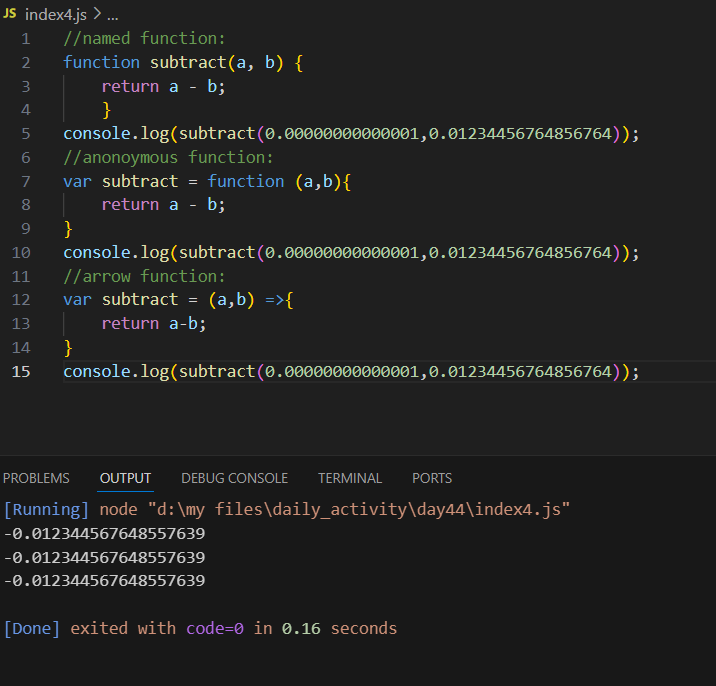 JS index4.js > ...
1 //named function:
2 function subtract(a, b) {
3 return a - b;
4 }
5 console.log(subtract(0.00000000000001,0.01234456764856764));
6 //anonoymous function:
7 var subtract = function (a,b){
8 return a - b;
9 }
10 console.log(subtract(0.00000000000001,0.01234456764856764));
11 //arrow function:
12 var subtract = (a,b) =>{
13 return a-b;
14 }
15 console.log(subtract(0.00000000000001,0.01234456764856764));
PROBLEMS OUTPUT DEBUG CONSOLE TERMINAL PORTS
[Running] node "d:\my files\daily_activity\day44\index4.js"
-0.012344567648557639
-0.012344567648557639
-0.012344567648557639
[Done] exited with code=0 in 0.16 seconds